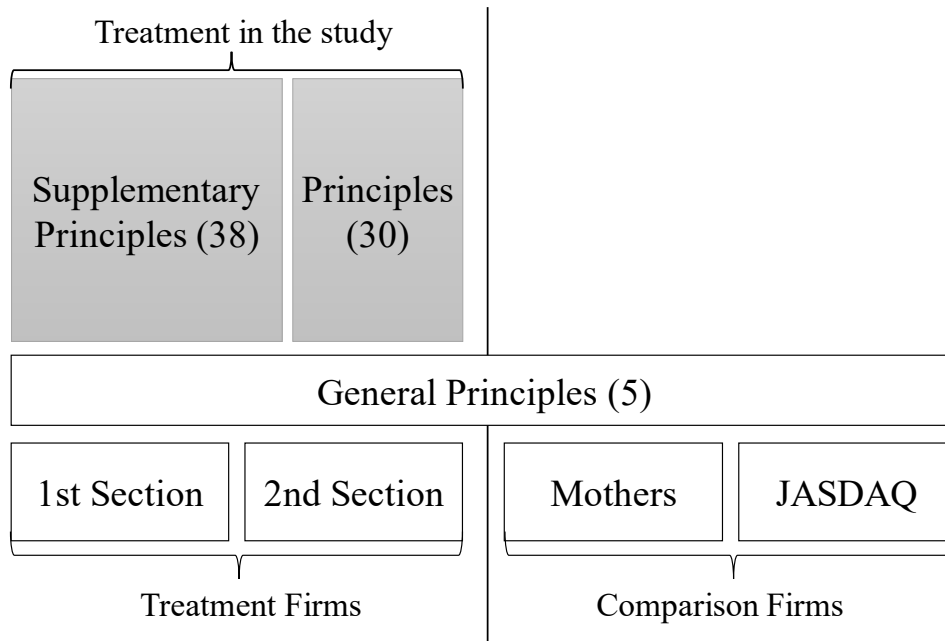 Treatment in the study
Supplementary
Principles (38)
Principles
(30)
General Principles (5)
1st Section
2nd Section
Mothers
JASDAQ
Treatment Firms
Comparison Firms